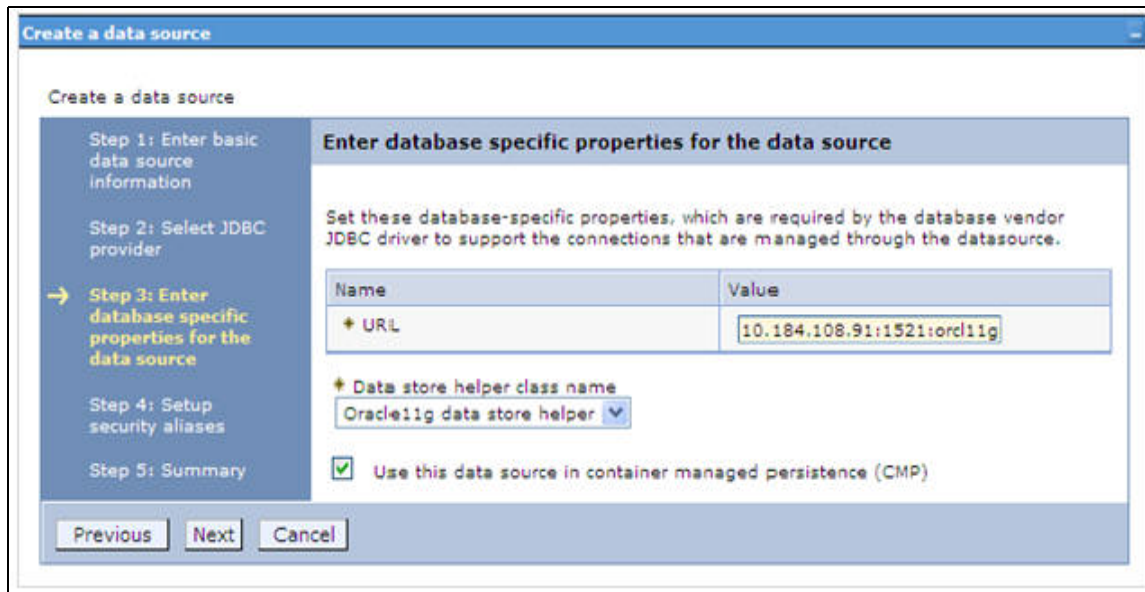 Create a data source
Create a data source
Step 1: Enter basic
data source
information
Step 2: Select JDBC
provider
Step 3: Enter
database specific
properties for the
data source
Step 4: Setup
security aliases
Step 5: Summary
Enter database specific properties for the data source
Set these database-specific properties, which are required by the database vendor
JDBC driver to support the connections that are managed through the datasource.
Name
Value
URL
10.184.108.91:1521:orcl11g
Data store helper class name
Oracle11g data store helper
Use this data source in container managed persistence (CMP)
Previous
Next
Cancel